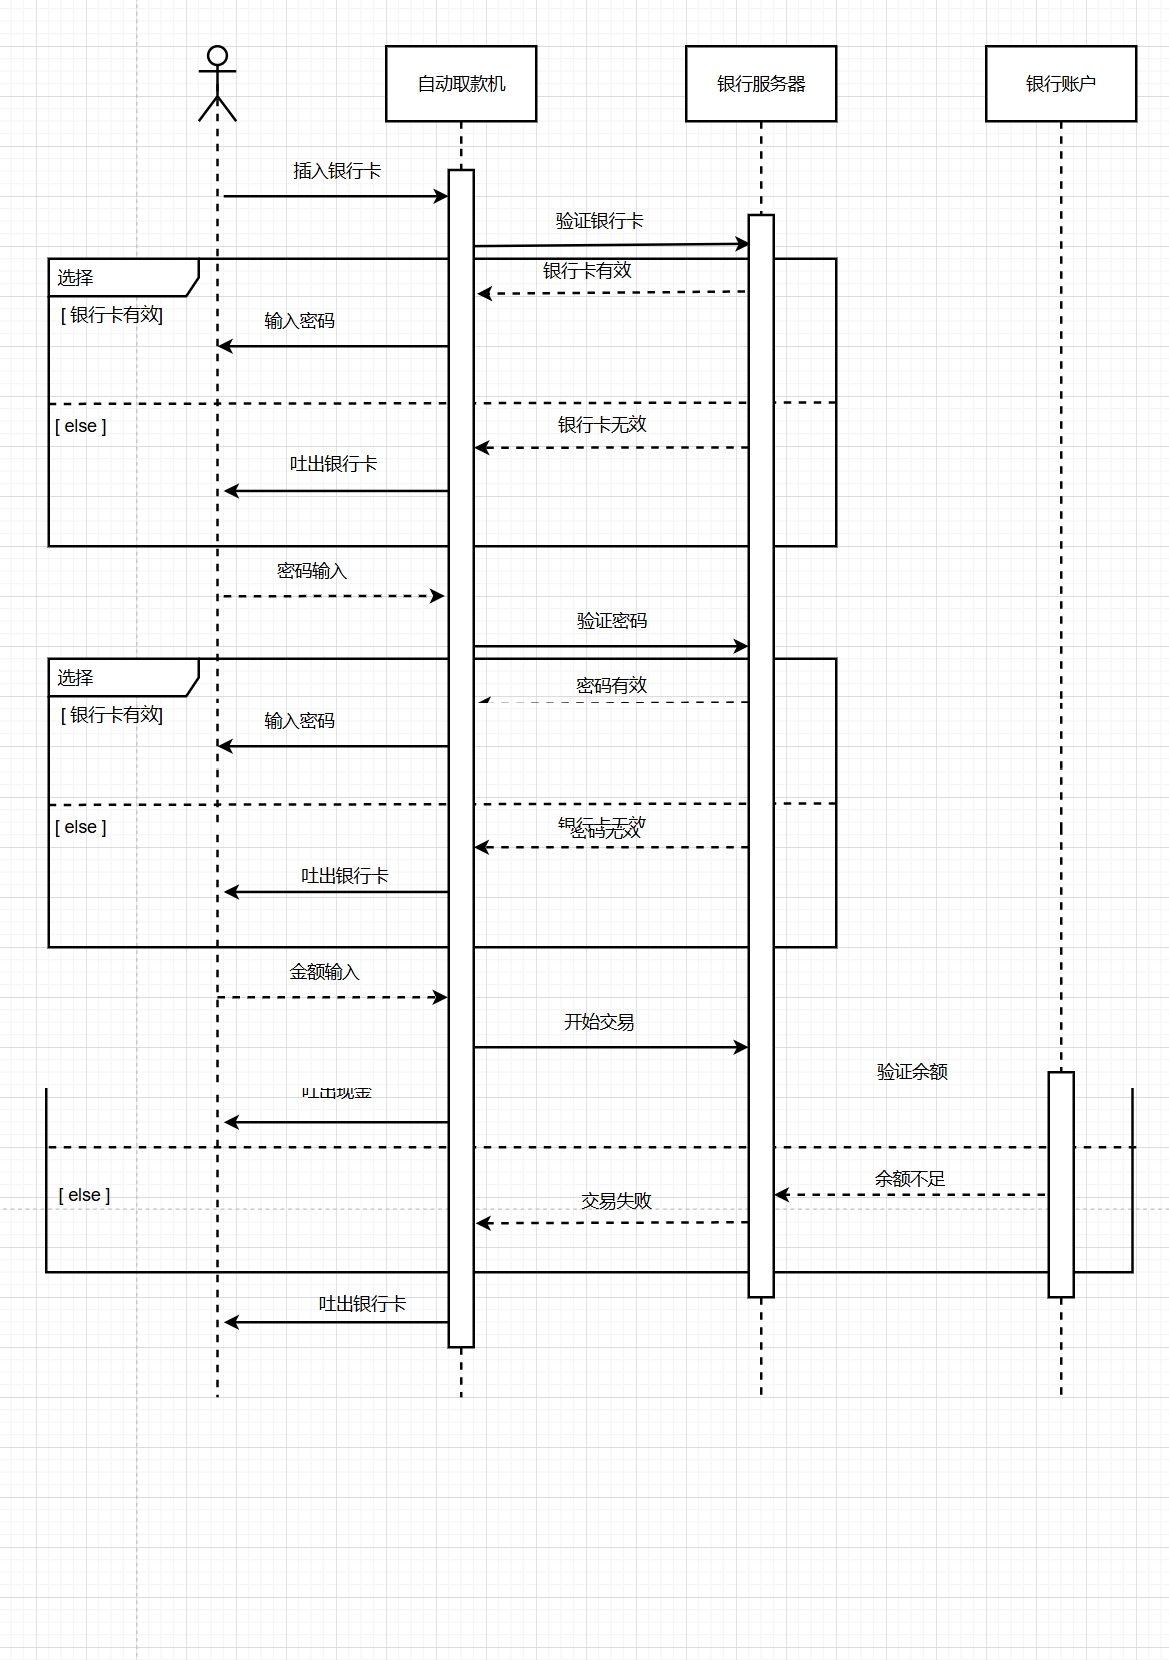 自动取款机
银行服务器
银行账户
插入银行卡
验证银行卡
选择
银行卡有效
[ 银行卡有效]
输入密码
[ else ]
银行卡无效
吐出银行卡
密码输入
验证密码
选择
密码有效
[ 银行卡有效]
输入密码
[ else ]
银行卡无效
密码无效
吐出银行卡
金额输入
开始交易
验证余额
吐出现金
[ else ]
余额不足
交易失败
吐出银行卡